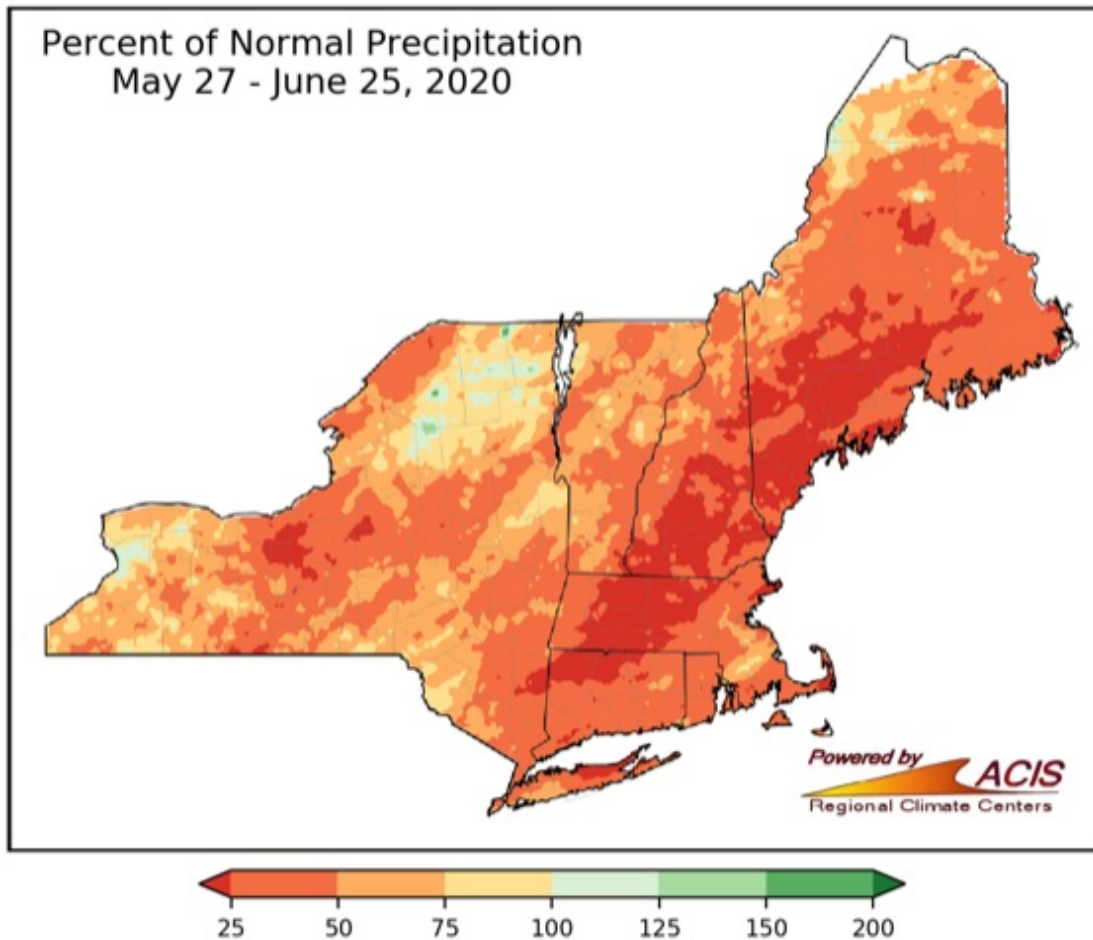 Percent of Normal Precipitation
May 27 - June 25, 2020
Powered by
ACIS
Regional Climate Centers
25 50 75 100 125 150 200